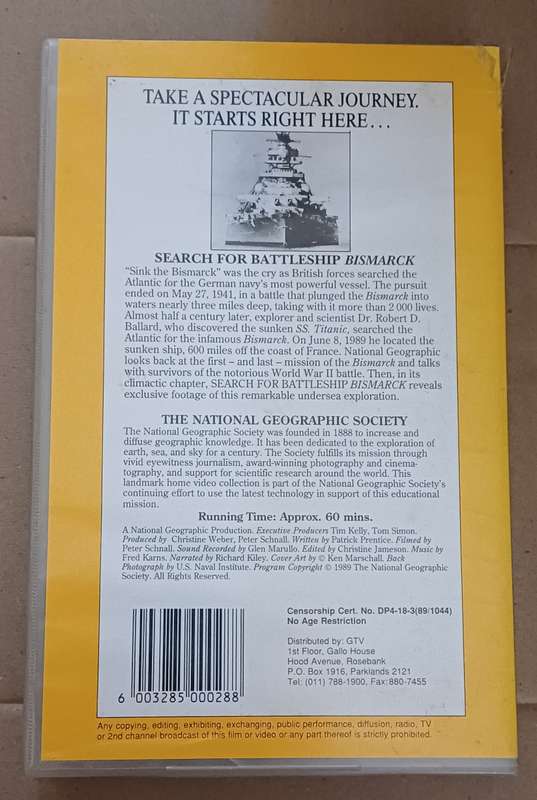 TAKE A SPECTACULAR JOURNEY.
IT STARTS RIGHT HERE...
SEARCH FOR BATTLESHIP BISMARCK
"Sink the Bismarck" was the cry as British forces searched the
Atlantic for the German navy's most powerful vessel. The pursuit
ended on May 27, 1941, in a battle that plunged the Bismarck into
waters nearly three miles deep, taking with it more than 2 000 lives.
Almost half a century later, explorer and scientist Dr. Robert D.
Ballard, who discovered the sunken SS. Titanic, searched the
Atlantic for the infamous Bismarck. On June 8, 1989 he located the
sunken ship, 600 miles off the coast of France. National Geographic
looks back at the first – and last – mission of the Bismarck and talks
with survivors of the notorious World War II battle. Then, in its
climactic chapter, SEARCH FOR BATTLESHIP BISMARCK reveals
exclusive footage of this remarkable undersea exploration.
THE NATIONAL GEOGRAPHIC SOCIETY
The National Geographic Society was founded in 1888 to increase and
diffuse geographic knowledge. It has been dedicated to the exploration of
earth, sea, and sky for a century. The Society fulfills its mission through
vivid eyewitness journalism, award-winning photography and cinema-
tography, and support for scientific research around the world. This
landmark home video collection is part of the National Geographic Society's
continuing effort to use the latest technology in support of this educational
mission.
Running Time: Approx. 60 mins.
A National Geographic Production. Executive Producers Tim Kelly, Tom Simon.
Produced by Christine Weber, Peter Schnall. Written by Patrick Prentice. Filmed by
Peter Schnall. Sound Recorded by Glen Marullo. Edited by Christine Jameson. Music by
Fred Karns. Narrated by Richard Kiley. Cover Art by © Ken Marschall. Back
Photograph by U.S. Naval Institute. Program Copyright © 1989 The National Geographic
Society. All Rights Reserved.
Censorship Cert. No. DP4-18-3(89/1044)
No Age Restriction
Distributed by: GTV
1st Floor, Gallo House
Hood Avenue, Rosebank
P.O. Box 1916, Parklands 2121
Tel: (011) 788-1900, Fax: 880-7455
6 003285 000288
Any copying, editing, exhibiting, exchanging, public performance, diffusion, radio, TV
or 2nd channel broadcast of this film or video or any part thereof is strictly prohibited.